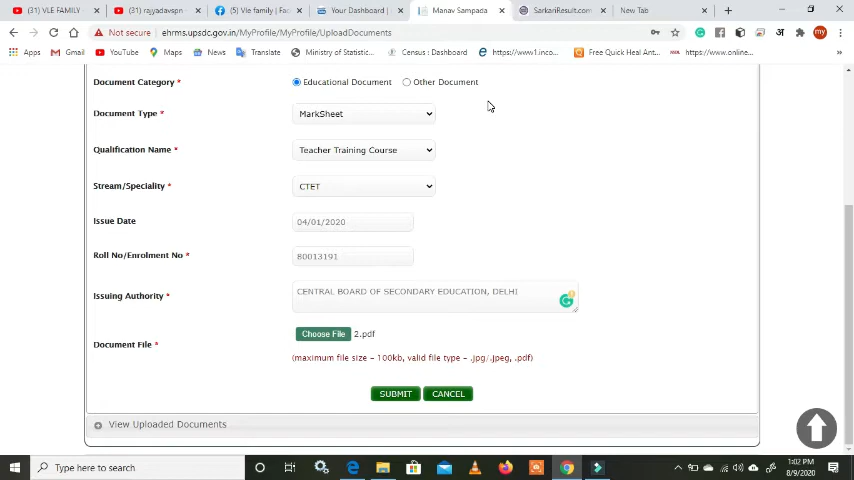 (31) VLE FAMILY
(31) rajyadavspn
(5) Vle family | Fac
Your Dashboard |
Manav Sampada
SarkariResult.com
New Tab
Not secure
ehrms.upsdc.gov.in/MyProfile/MyProfile/UploadDocuments
अ
my
Apps
Gmail
YouTube
Maps
News
Translate
Ministry of Statistic...
Census : Dashboard
https://www1.inco...
Free Quick Heal Ant...
https://www.online...
Document Category *
Educational Document
Other Document
Document Type *
MarkSheet
Qualification Name *
Teacher Training Course
Stream/Speciality *
CTET
Issue Date
04/01/2020
Roll No/Enrolment No *
80013191
Issuing Authority *
CENTRAL BOARD OF SECONDARY EDUCATION, DELHI
Document File *
Choose File 2.pdf
(maximum file size - 100kb, valid file type - .jpg/.jpeg, .pdf)
SUBMIT
CANCEL
View Uploaded Documents
Type here to search
1:02 PM
8/9/2020